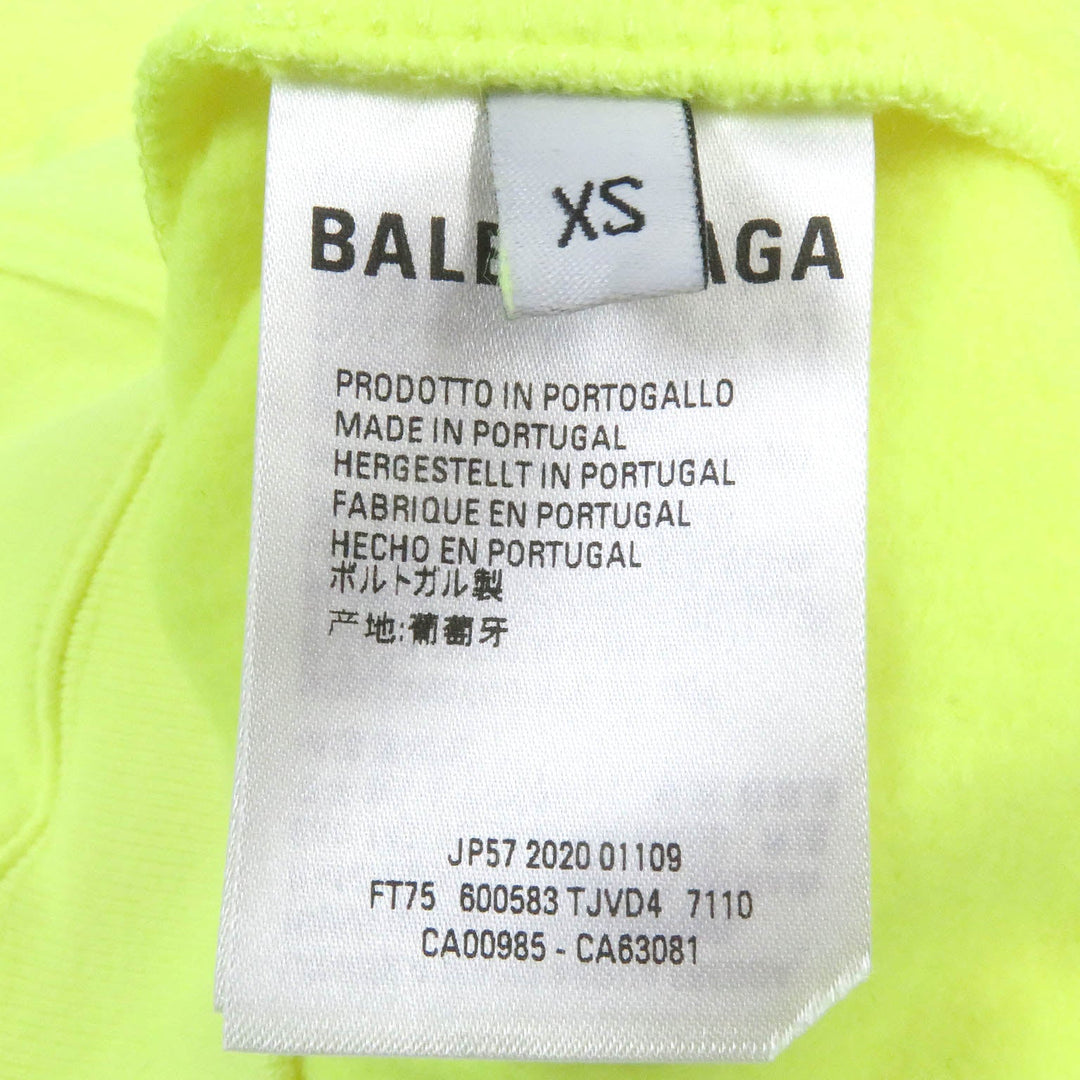 XS
BALE AGA
PRODOTTO IN PORTOGALLO
MADE IN PORTUGAL
HERGESTELLT IN PORTUGAL
FABRIQUE EN PORTUGAL
HECHO EN PORTUGAL
ポルトガル製
产地:葡萄牙
JP57 2020 01109
FT75 600583 TJVD4 7110
CA00985 - CA63081